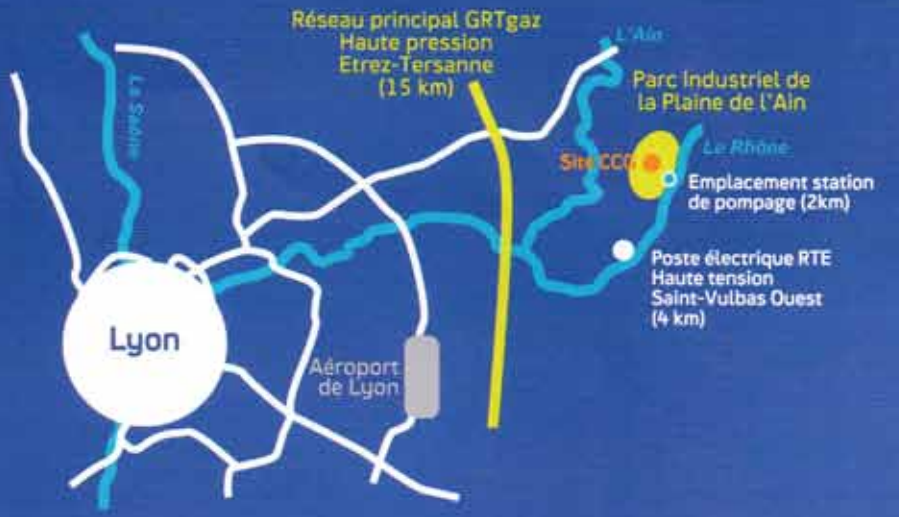 Réseau principal GRTgaz
Haute pression
Etrez-Tersanne
(15 km)
L'Ain
La Saône
Parc Industriel de
la Plaine de l'Ain
Le Rhône
Site CCG
Emplacement station
de pompage (2km)
Poste électrique RTE
Haute tension
Saint-Vulbas Ouest
(4 km)
Lyon
Aéroport
de Lyon